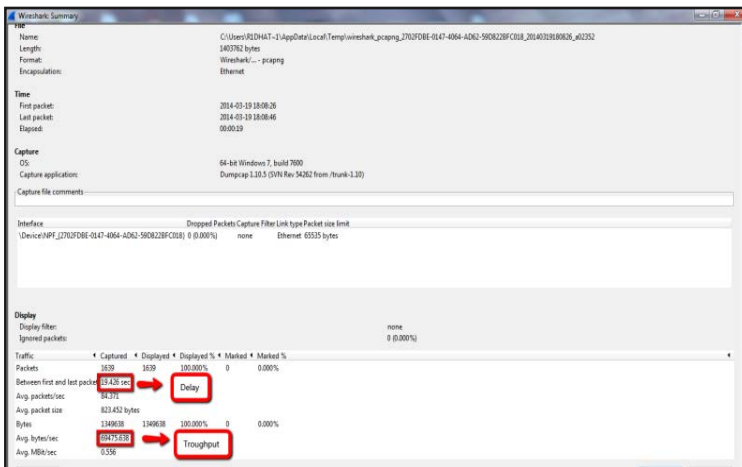 Wireshark: Summary
File
Name: C:\Users\R1DHAT~1\AppData\Local\Temp\wireshark_pcapng_2702FDBE-0147-4064-AD62-59D822BFC018_20140319180826_a02352
Length: 1403762 bytes
Format: Wireshark/... - pcapng
Encapsulation: Ethernet
Time
First packet: 2014-03-19 18:08:26
Last packet: 2014-03-19 18:08:46
Elapsed: 00:00:19
Capture
OS: 64-bit Windows 7, build 7600
Capture application: Dumpcap 1.10.5 (SVN Rev 54262 from /trunk-1.10)
Capture file comments
Interface Dropped Packets Capture Filter Link type Packet size limit
\Device\NPF_{2702FDBE-0147-4064-AD62-59D822BFC018} 0 (0.000%) none Ethernet 65535 bytes
Display
Display filter: none
Ignored packets: 0 (0.000%)
Traffic Captured Displayed Displayed % Marked Marked %
Packets 1639 1639 100.000% 0 0.000%
Between first and last packet 19.426 sec
Delay
Avg. packets/sec 84.371
Avg. packet size 823.452 bytes
Bytes 1349638 1349638 100.000% 0 0.000%
Avg. bytes/sec 69475.638
Troughput
Avg. MBit/sec 0.556